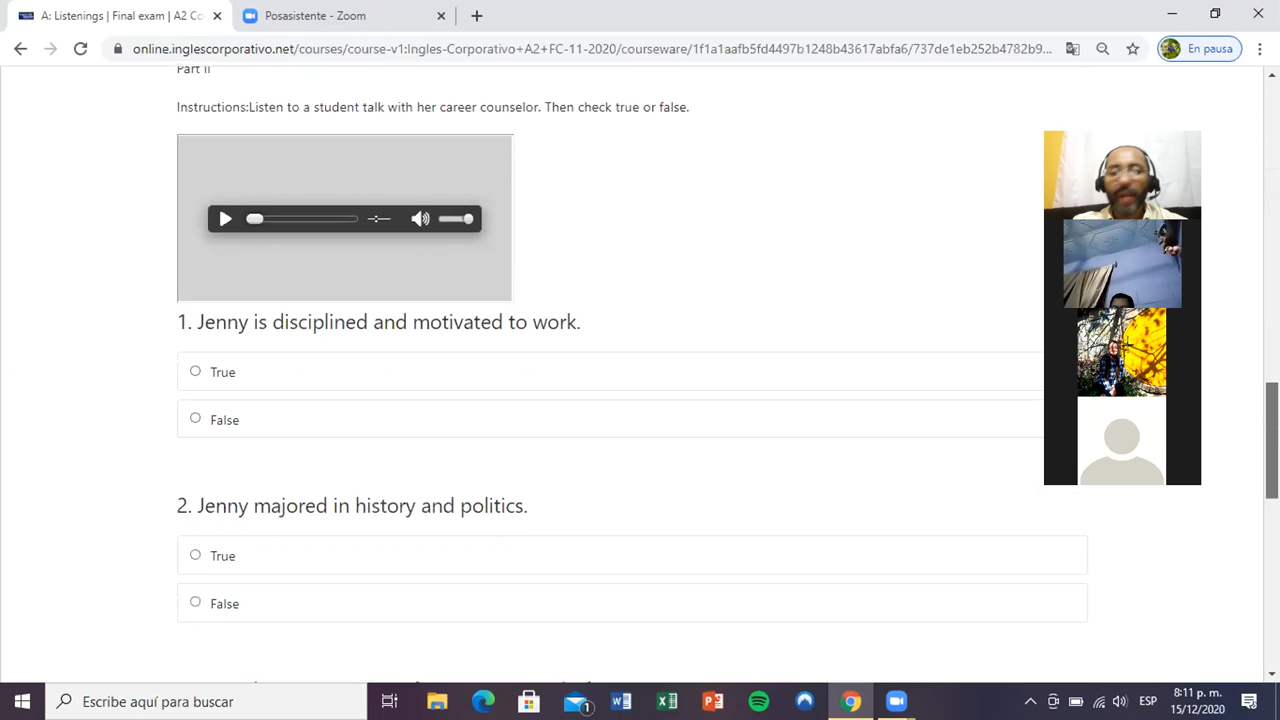 A: Listenings | Final exam | A2 Co
Posasistente - Zoom
online.inglescorporativo.net/courses/course-v1:Ingles-Corporativo+A2+FC-11-2020/courseware/1f1a1aafb5fd4497b1248b43617abfa6/737de1eb252b4782b9...
En pausa
Part II
Instructions:Listen to a student talk with her career counselor. Then check true or false.
1. Jenny is disciplined and motivated to work.
True
False
2. Jenny majored in history and politics.
True
False
Escribe aquí para buscar
1
ESP
8:11 p. m.
15/12/2020